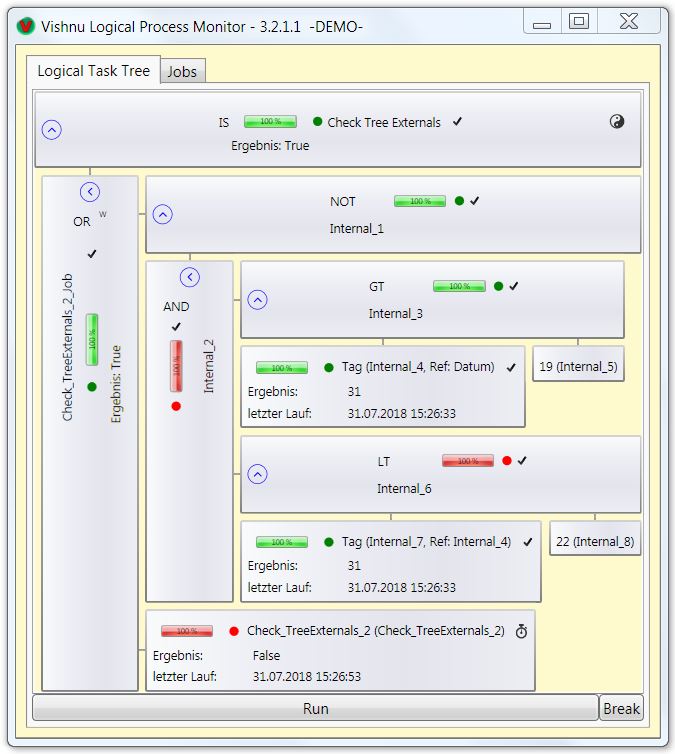 Vishnu Logical Process Monitor - 3.2.1.1 -DEMO-
Logical Task Tree
Jobs
IS
100 %
Check Tree Externals
Ergebnis: True
OR
W
Check_TreeExternals_2_Job
100 %
Ergebnis: True
NOT
100 %
Internal_1
AND
100 %
Internal_2
GT
100 %
Internal_3
100 %
Tag (Internal_4, Ref: Datum)
Ergebnis: 31
letzter Lauf: 31.07.2018 15:26:33
19 (Internal_5)
LT
100 %
Internal_6
100 %
Tag (Internal_7, Ref: Internal_4)
Ergebnis: 31
letzter Lauf: 31.07.2018 15:26:33
22 (Internal_8)
100 %
Check_TreeExternals_2 (Check_TreeExternals_2)
Ergebnis: False
letzter Lauf: 31.07.2018 15:26:53
Run
Break